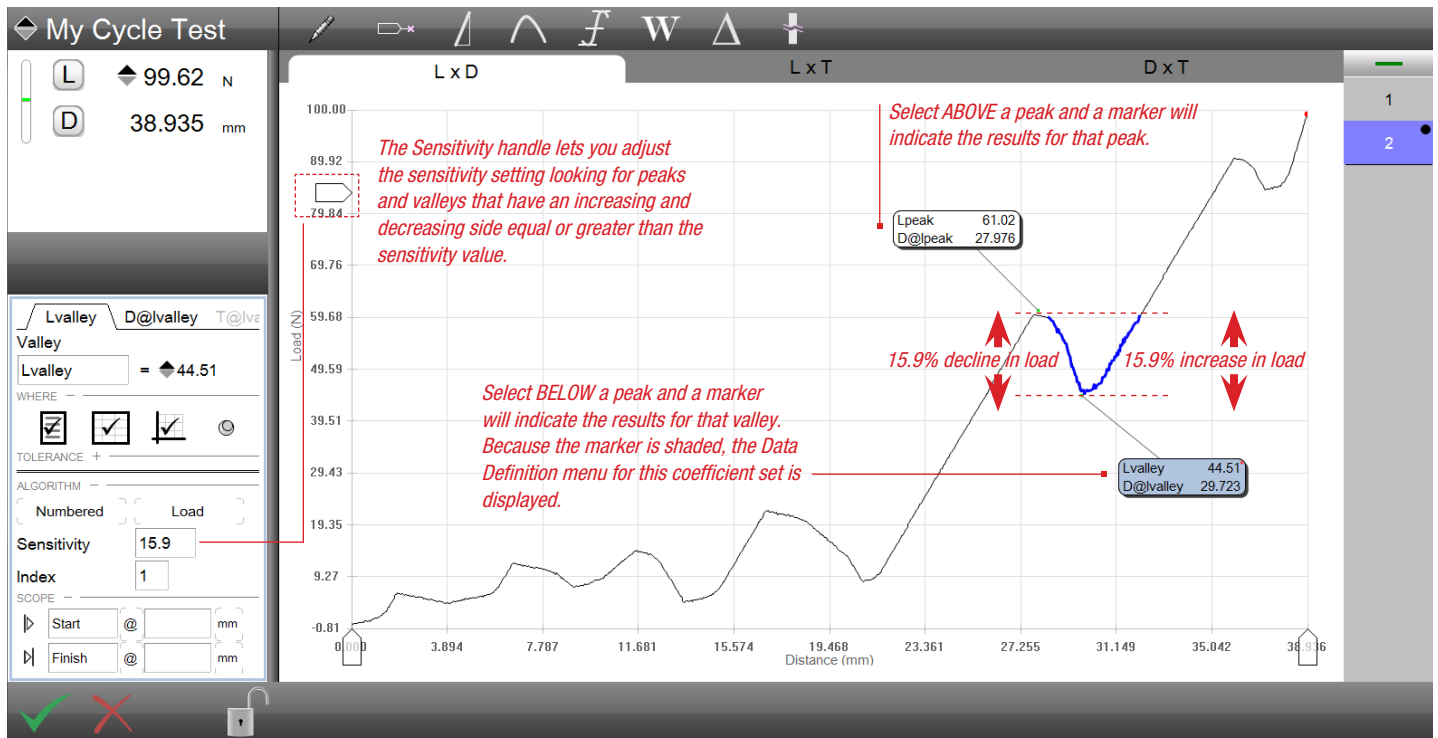 My Cycle Test
W
L 99.62 N
D 38.935 mm
L x D
L x T
D x T
1
2
100.00
89.92
79.84
69.76
59.68
49.59
39.51
29.43
19.35
9.27
-0.81
Load (N)
The Sensitivity handle lets you adjust
the sensitivity setting looking for peaks
and valleys that have an increasing and
decreasing side equal or greater than the
sensitivity value.
Select ABOVE a peak and a marker will
indicate the results for that peak.
Lpeak 61.02
D@lpeak 27.976
15.9% decline in load
15.9% increase in load
Select BELOW a peak and a marker
will indicate the results for that valley.
Because the marker is shaded, the Data
Definition menu for this coefficient set is
displayed.
Lvalley 44.51
D@lvalley 29.723
3.894 7.787 11.681 15.574 19.468 23.361 27.255 31.149 35.042 38.936
Distance (mm)
Lvalley D@lvalley T@lva
Valley
Lvalley = 44.51
WHERE
TOLERANCE +
ALGORITHM
Numbered Load
Sensitivity 15.9
Index 1
SCOPE
Start @ mm
Finish @ mm